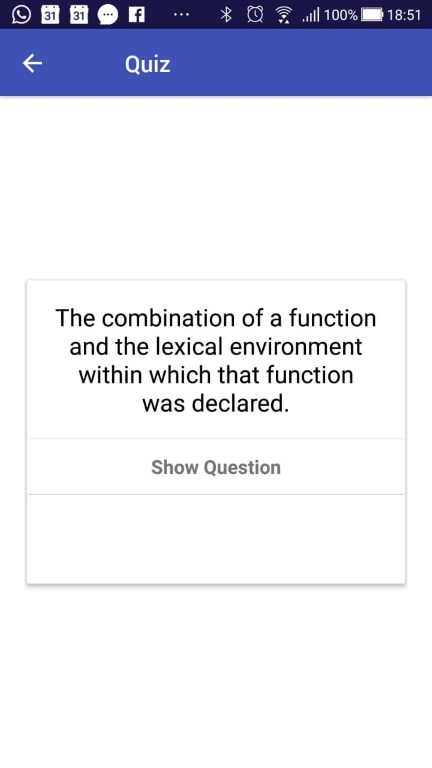 31 31 100% 18:51
Quiz
The combination of a function
and the lexical environment
within which that function
was declared.
Show Question